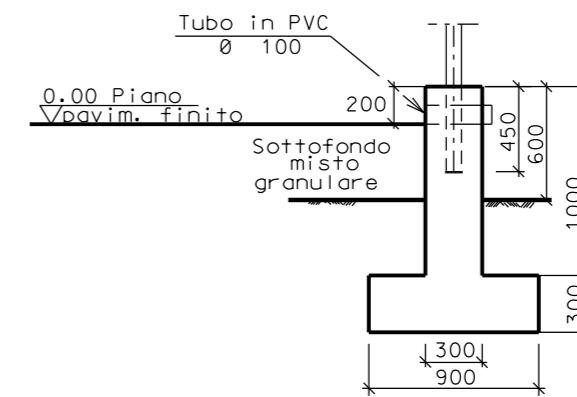 Tubo in PVC
Ø 100
0.00 Piano
pavim. finito
200
Sottofondo
misto
granulare
450
600
1000
300
300
900